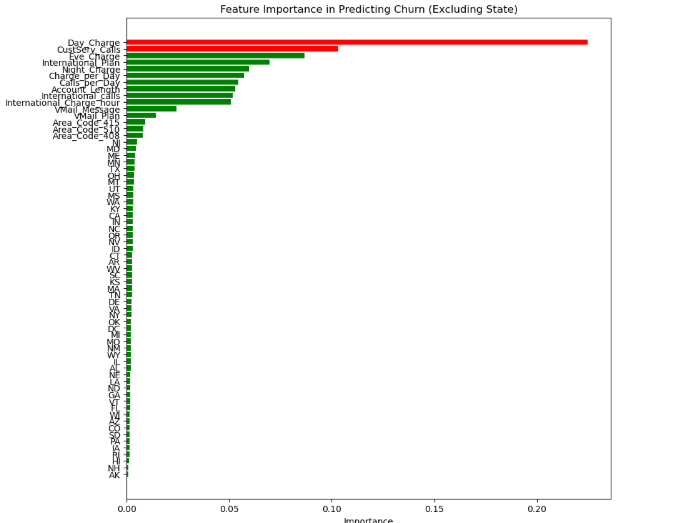 Feature Importance in Predicting Churn (Excluding State)
Day_Charge
CustServ_Calls
Eve_Charge
International_Plan
Night_Charge
Charge_per_Day
Calls_per_Day
Account_Length
International_calls
International_Charge_hour
VMail_Message
VMail_Plan
Area_Code_415
Area_Code_510
Area_Code_408
NJ
MD
ME
MN
TX
OH
MT
UT
MS
WA
KY
CA
IN
NC
OR
NV
ID
CT
AR
WV
SC
KS
MA
TN
DE
VA
NY
OK
DC
MI
MO
NM
WY
IL
AL
NE
LA
ND
GA
VT
FL
WI
AZ
CO
SD
PA
IA
RI
HI
NH
AK
0.00 0.05 0.10 0.15 0.20
Importance